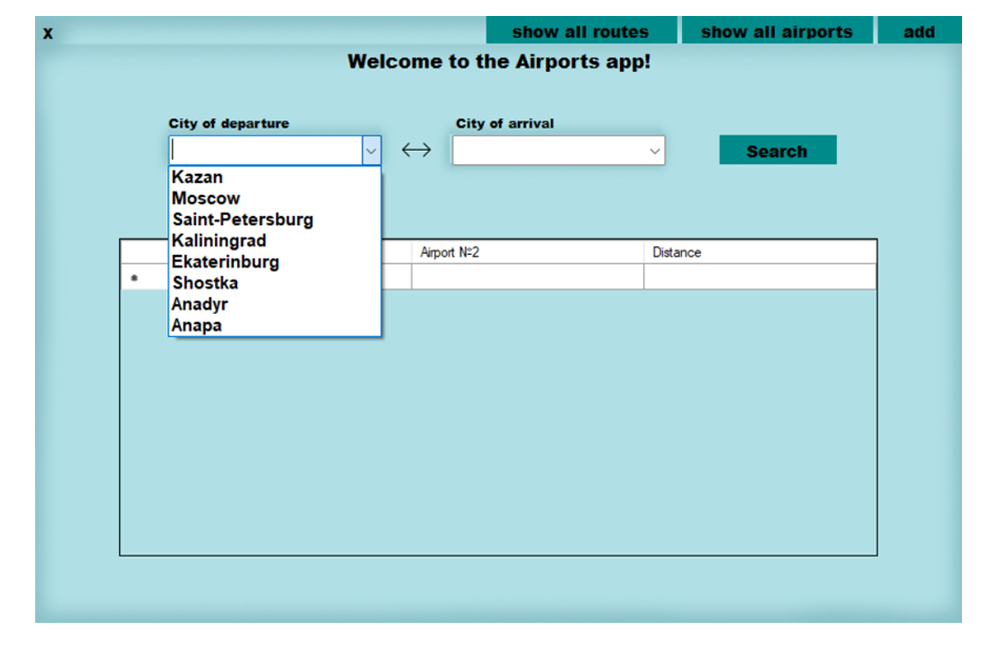 x show all routes show all airports add
Welcome to the Airports app!
City of departure City of arrival
Search
Kazan
Moscow
Saint-Petersburg
Kaliningrad
Ekaterinburg
Shostka
Anadyr
Anapa
Airport №2 Distance
*